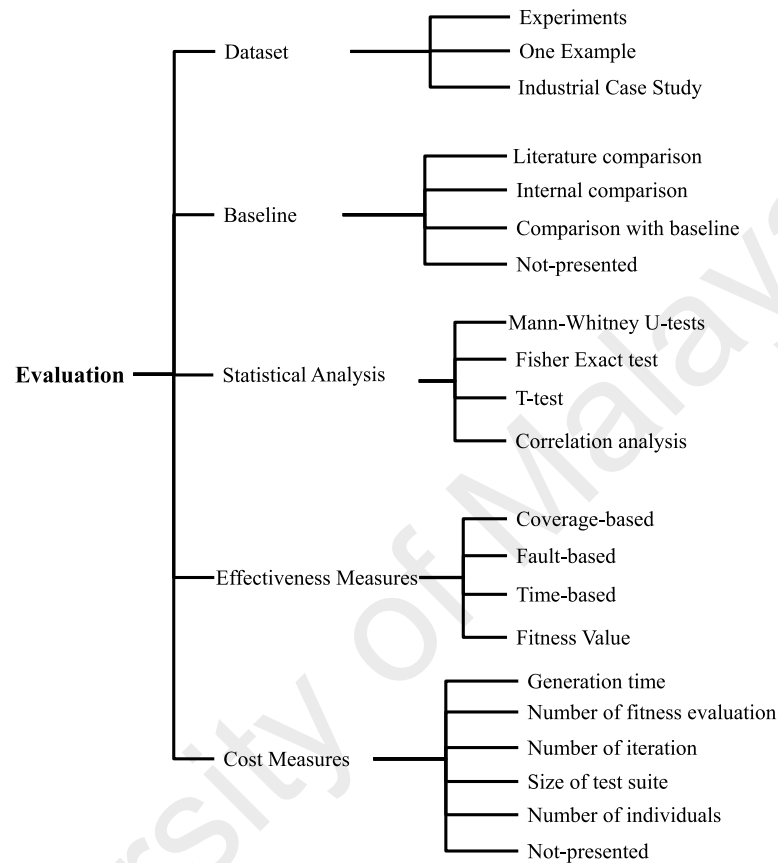 Evaluation
Dataset
Experiments
One Example
Industrial Case Study
Baseline
Literature comparison
Internal comparison
Comparison with baseline
Not-presented
Statistical Analysis
Mann-Whitney U-tests
Fisher Exact test
T-test
Correlation analysis
Effectiveness Measures
Coverage-based
Fault-based
Time-based
Fitness Value
Cost Measures
Generation time
Number of fitness evaluation
Number of iteration
Size of test suite
Number of individuals
Not-presented
ersity of Malaya